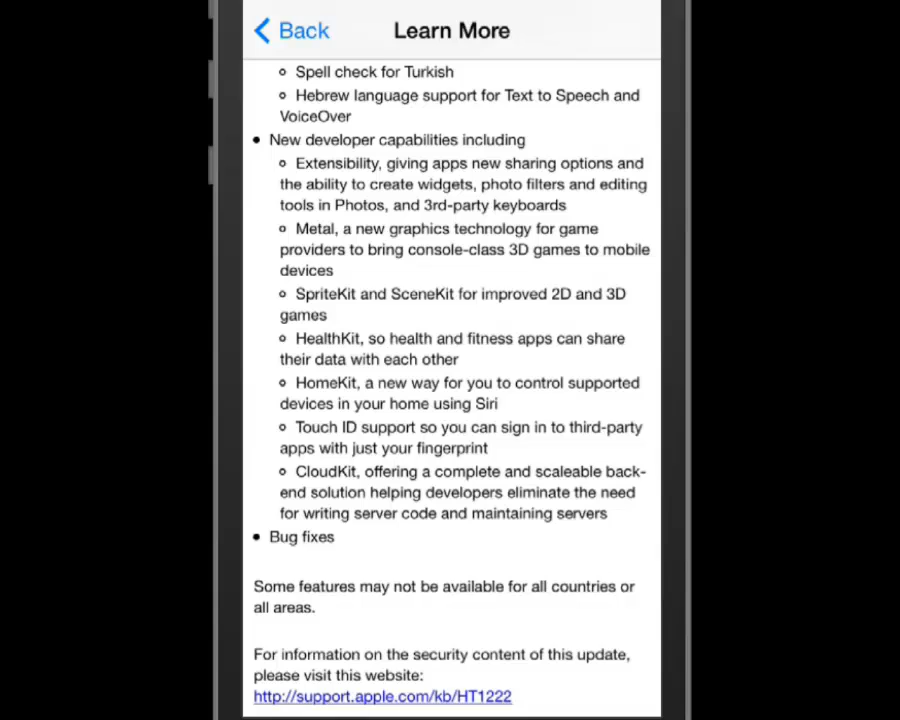 Back
Learn More
Spell check for Turkish
Hebrew language support for Text to Speech and
VoiceOver
New developer capabilities including
Extensibility, giving apps new sharing options and
the ability to create widgets, photo filters and editing
tools in Photos, and 3rd-party keyboards
Metal, a new graphics technology for game
providers to bring console-class 3D games to mobile
devices
SpriteKit and SceneKit for improved 2D and 3D
games
HealthKit, so health and fitness apps can share
their data with each other
HomeKit, a new way for you to control supported
devices in your home using Siri
Touch ID support so you can sign in to third-party
apps with just your fingerprint
CloudKit, offering a complete and scaleable back-
end solution helping developers eliminate the need
for writing server code and maintaining servers
Bug fixes
Some features may not be available for all countries or
all areas.
For information on the security content of this update,
please visit this website:
http://support.apple.com/kb/HT1222